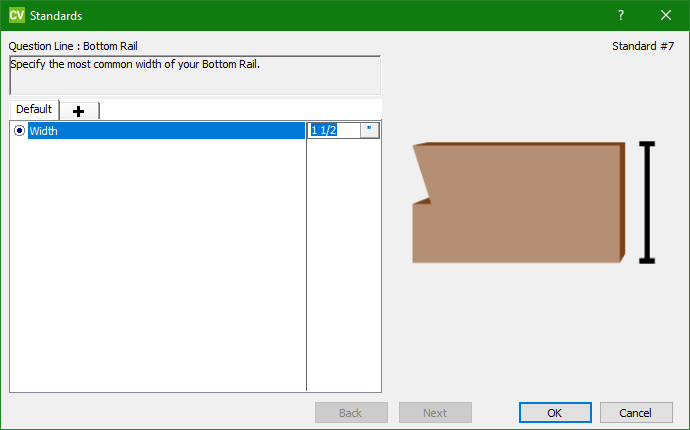 CV Standards ?
Question Line : Bottom Rail Standard #7
Specify the most common width of your Bottom Rail.
Default
Width 1 1/2 "
Back Next OK Cancel